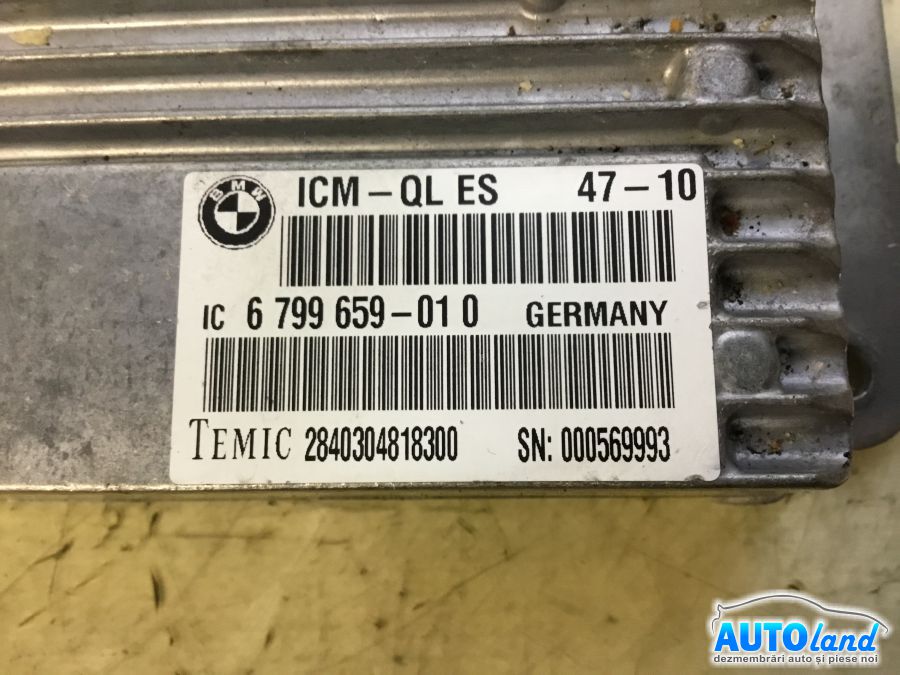 BMW
ICM-QL ES 47-10
IC 6 799 659-01 0 GERMANY
TEMIC 2840304818300 SN: 000569993
AUTOland
dezmembrări auto și piese noi